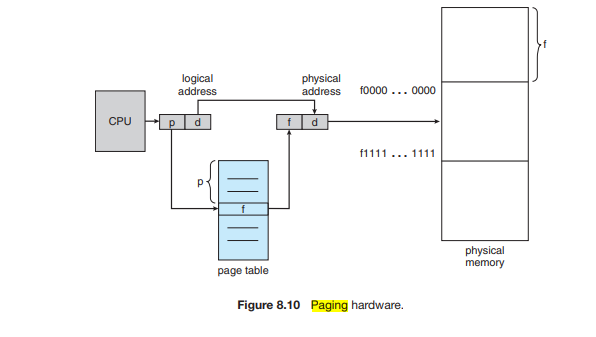 logical
address
physical
address
f0000 ... 0000
f
CPU
p
d
f
d
f1111 ... 1111
p
f
page table
physical
memory
Figure 8.10 Paging hardware.